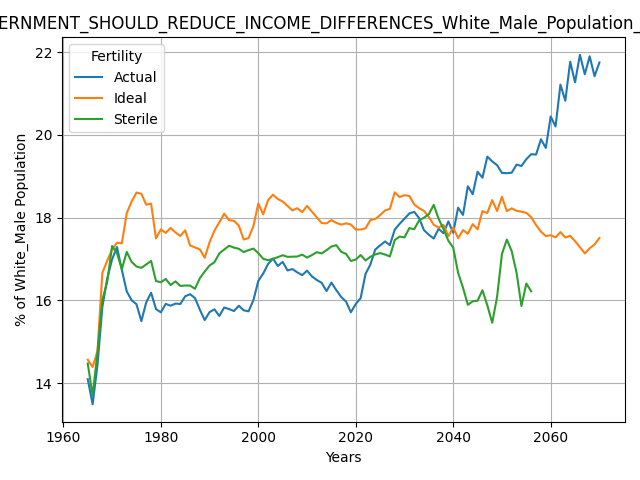 ERNMENT_SHOULD_REDUCE_INCOME_DIFFERENCES_White_Male_Population_
Fertility
Actual
Ideal
Sterile
% of White_Male Population
22
20
18
16
14
1960
1980
2000
2020
2040
2060
Years